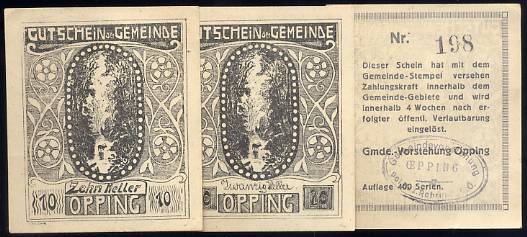 GUTSCHEIN der GEMEINDE
Zehn Heller
10 OPPING 10
GUTSCHEIN der GEMEINDE
Zwanzig Heller
OPPING
Nr. 198
Dieser Schein hat mit dem
Gemeinde-Stempel versehen
Zahlungskraft innerhalb dem
Gemeinde-Gebiete und wird
innerhalb 4 Wochen nach er-
folgter öffentl. Verlautbarung
eingelöst.
Gmde.-Vorstehung Opping
ŒPPING
Auflage 400 Serien.